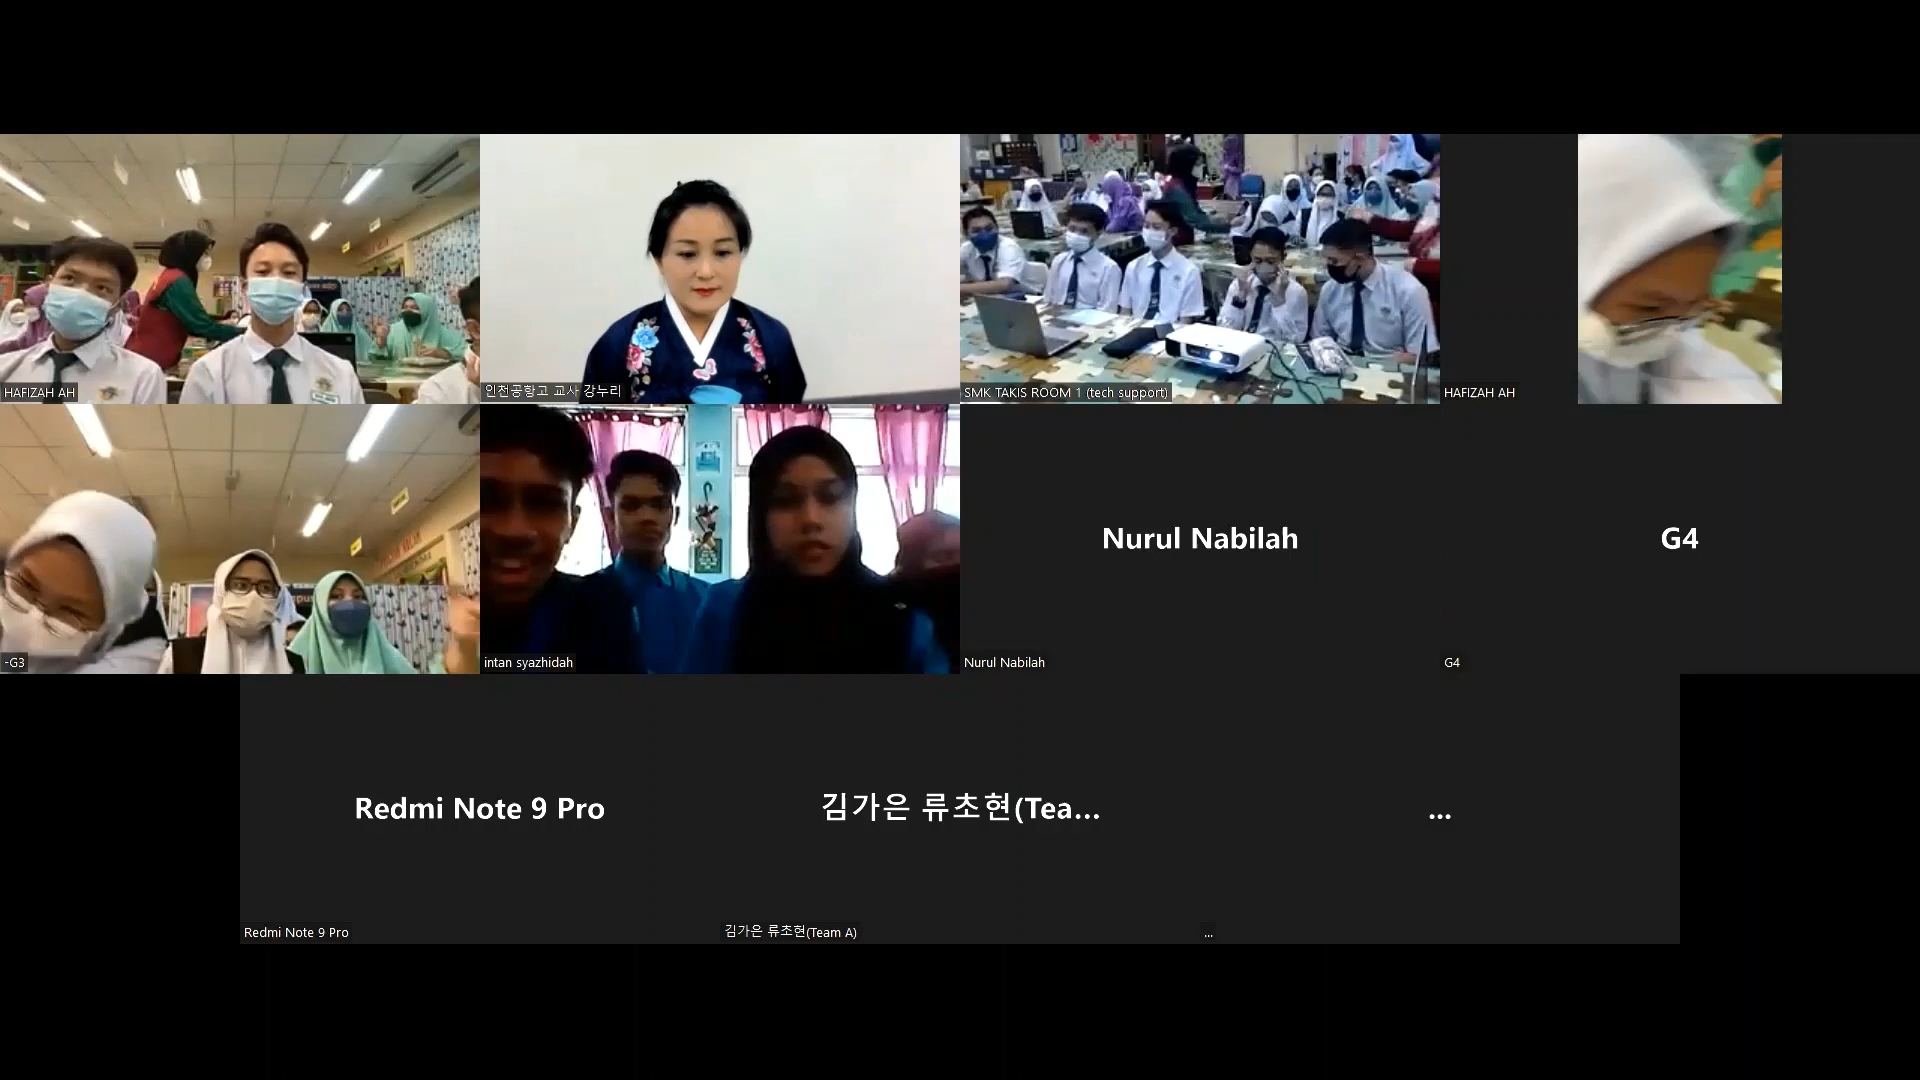 HAFIZAH AH
인천공항고 교사 강누리
SMK TAKIS ROOM 1 (tech support)
HAFIZAH AH
-G3
intan syazhidah
Nurul Nabilah
Nurul Nabilah
G4
G4
Redmi Note 9 Pro
Redmi Note 9 Pro
김가은 류초현(Tea...
김가은 류초현(Team A)
...
...